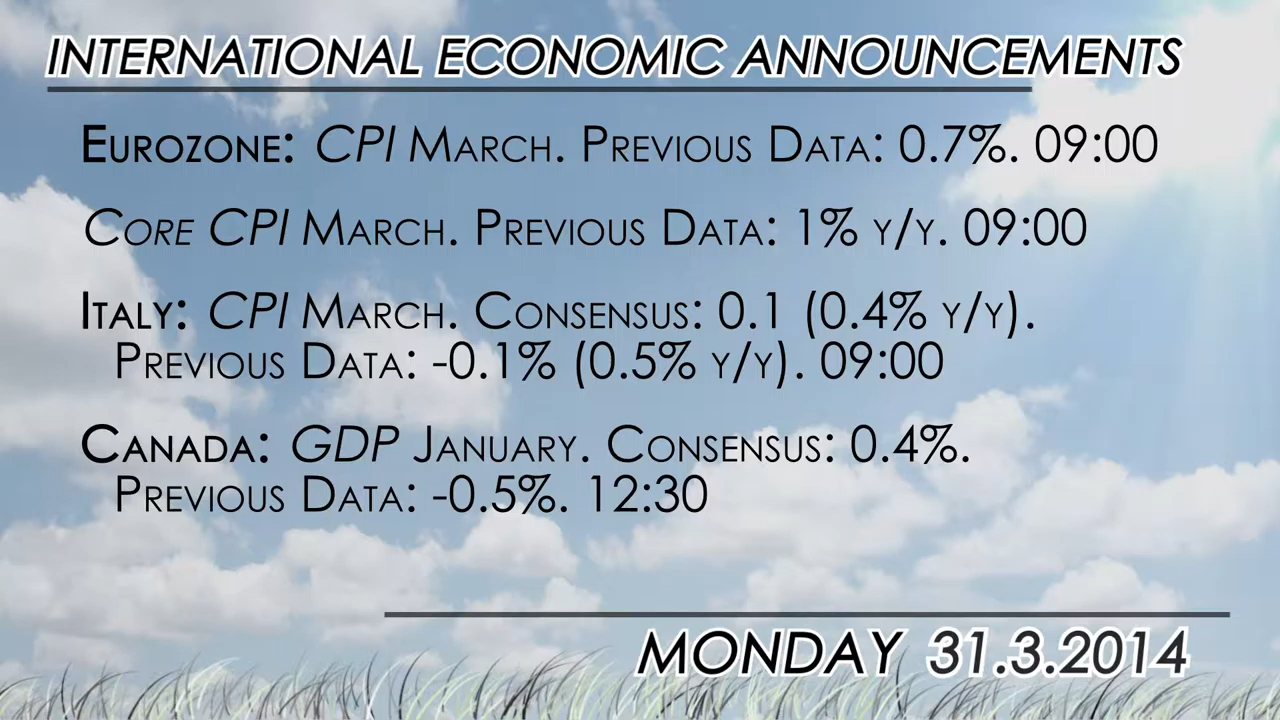 INTERNATIONAL ECONOMIC ANNOUNCEMENTS
EUROZONE: CPI MARCH. PREVIOUS DATA: 0.7%. 09:00
CORE CPI MARCH. PREVIOUS DATA: 1% Y/Y. 09:00
ITALY: CPI MARCH. CONSENSUS: 0.1 (0.4% Y/Y).
PREVIOUS DATA: -0.1% (0.5% Y/Y). 09:00
CANADA: GDP JANUARY. CONSENSUS: 0.4%.
PREVIOUS DATA: -0.5%. 12:30
MONDAY 31.3.2014